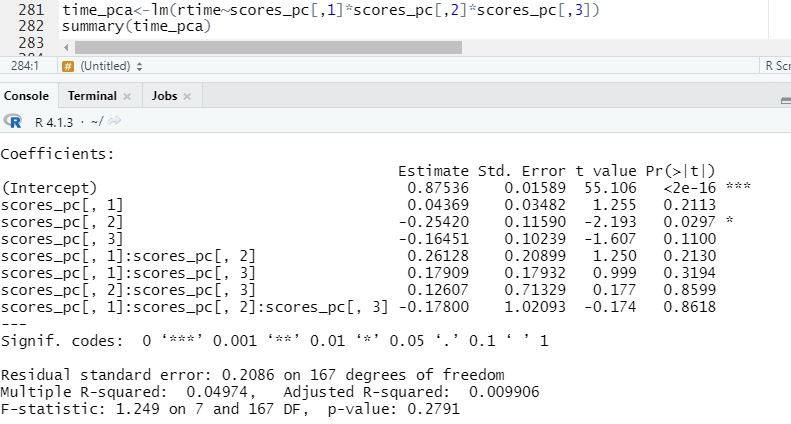 281 time_pca<-lm(rtime~scores_pc[,1]*scores_pc[,2]*scores_pc[,3])
282 summary(time_pca)
283
284:1 # (Untitled) R Scr
Console Terminal × Jobs ×
R R 4.1.3 · ~/
Coefficients:
Estimate Std. Error t value Pr(>|t|)
(Intercept) 0.87536 0.01589 55.106 <2e-16 ***
scores_pc[, 1] 0.04369 0.03482 1.255 0.2113
scores_pc[, 2] -0.25420 0.11590 -2.193 0.0297 *
scores_pc[, 3] -0.16451 0.10239 -1.607 0.1100
scores_pc[, 1]:scores_pc[, 2] 0.26128 0.20899 1.250 0.2130
scores_pc[, 1]:scores_pc[, 3] 0.17909 0.17932 0.999 0.3194
scores_pc[, 2]:scores_pc[, 3] 0.12607 0.71329 0.177 0.8599
scores_pc[, 1]:scores_pc[, 2]:scores_pc[, 3] -0.17800 1.02093 -0.174 0.8618
---
Signif. codes: 0 ‘***’ 0.001 ‘**’ 0.01 ‘*’ 0.05 ‘.’ 0.1 ‘ ’ 1
Residual standard error: 0.2086 on 167 degrees of freedom
Multiple R-squared: 0.04974, Adjusted R-squared: 0.009906
F-statistic: 1.249 on 7 and 167 DF, p-value: 0.2791